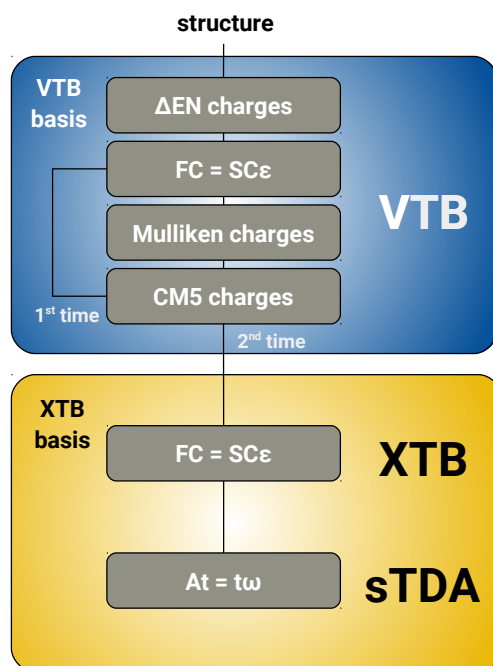 structure
VTB
basis
ΔEN charges
FC = SCε
Mulliken charges
VTB
CM5 charges
1st time
2nd time
XTB
basis
FC = SCε
XTB
At = tω
sTDA